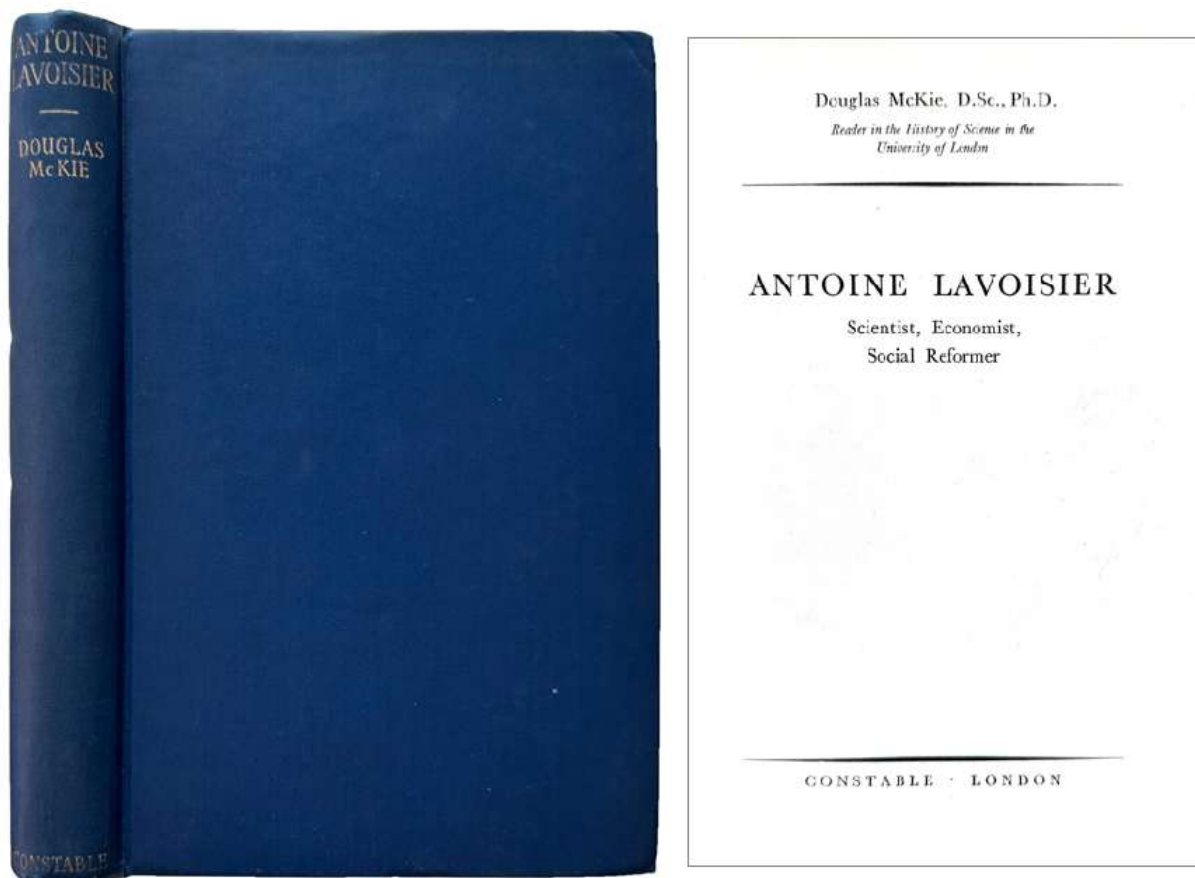 ANTOINE
LAVOISIER
DOUGLAS
McKIE
CONSTABLE
Douglas McKie, D.Sc., Ph.D.
Reader in the History of Science in the
University of London
ANTOINE LAVOISIER
Scientist, Economist,
Social Reformer
CONSTABLE · LONDON